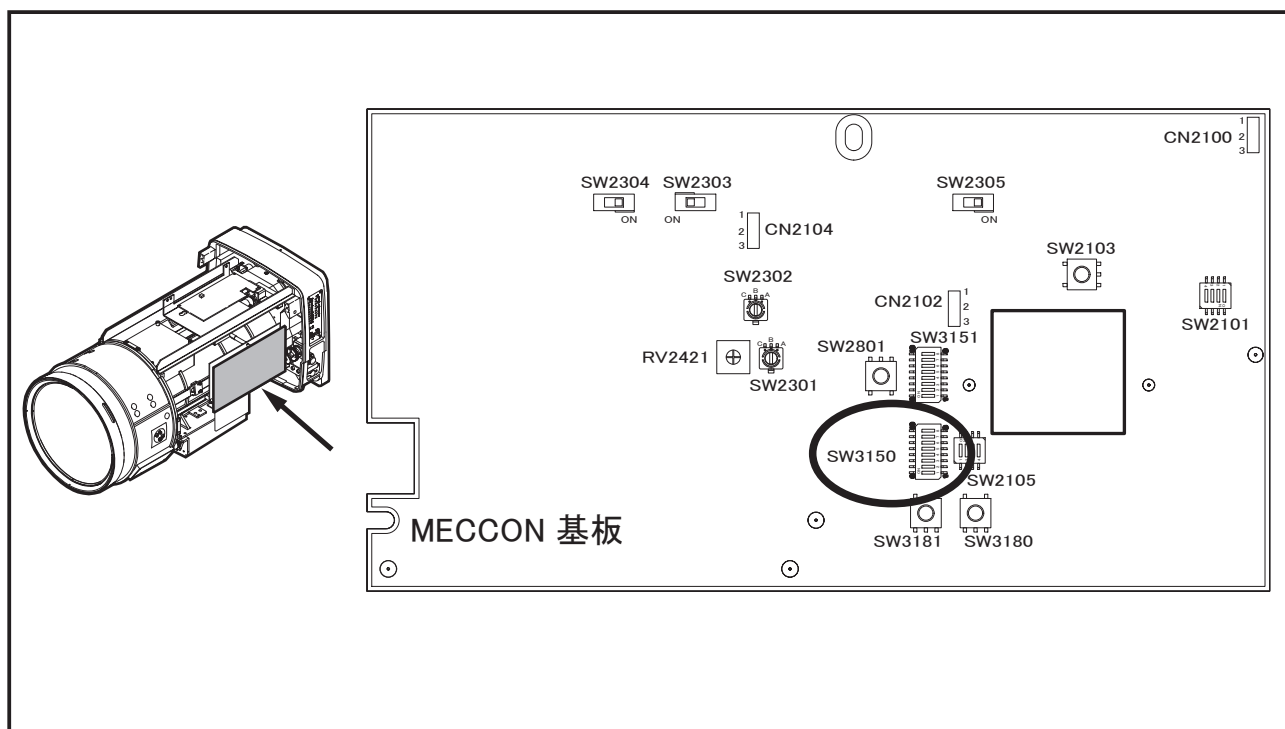 1
CN2100
2
3
SW2304
SW2303
SW2305
ON
ON
ON
1
2
CN2104
3
SW2103
SW2302
C
B
A
CN2102
1
2
3
SW2101
SW3151
SW2801
RV2421
C
B
A
SW2301
SW3150
SW2105
MECCON 基板
SW3181
SW3180